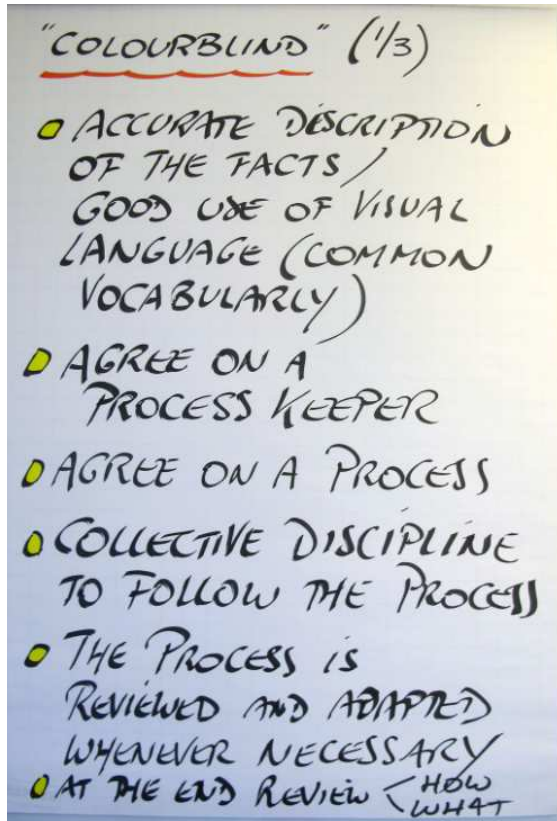 "COLOURBLIND" (1/3)
ACCURATE DESCRIPTION
OF THE FACTS /
GOOD USE OF VISUAL
LANGUAGE (COMMON
VOCABULARLY)
AGREE ON A
PROCESS KEEPER
AGREE ON A PROCESS
COLLECTIVE DISCIPLINE
TO FOLLOW THE PROCESS
THE PROCESS IS
REVIEWED AND ADAPTED
WHENEVER NECESSARY
AT THE END REVIEW < HOW
WHAT